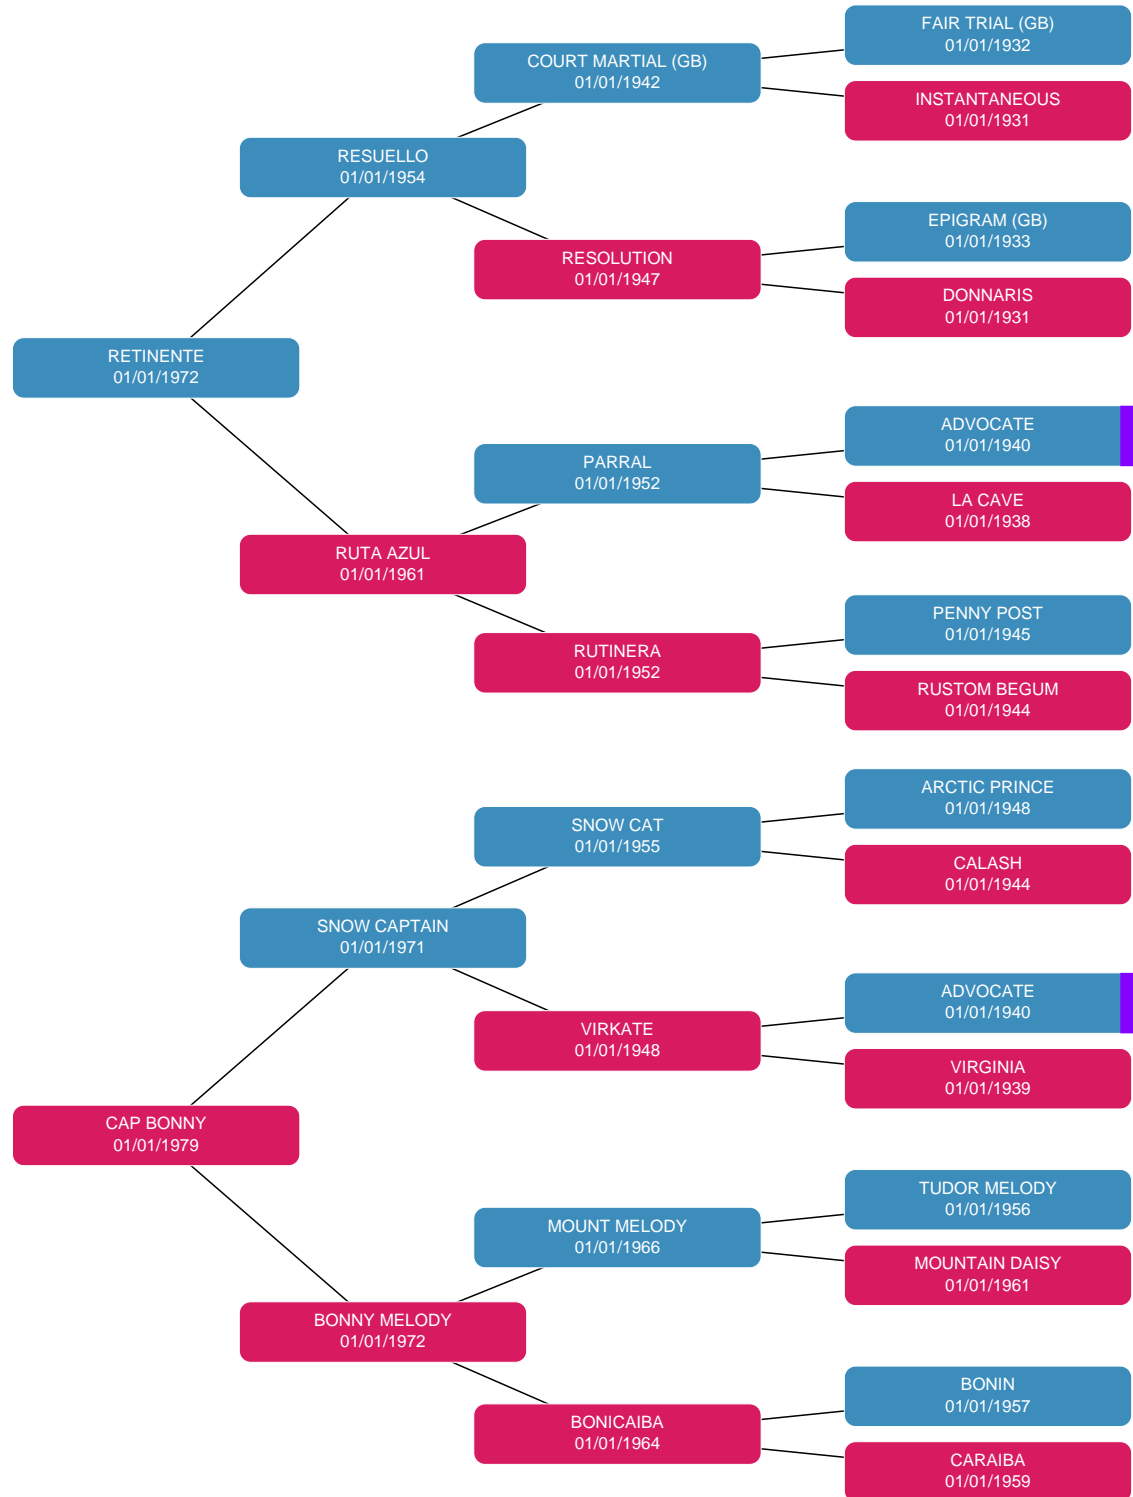 FAIR TRIAL (GB)
01/01/1932
COURT MARTIAL (GB)
01/01/1942
INSTANTANEOUS
01/01/1931
RESUELLO
01/01/1954
EPIGRAM (GB)
01/01/1933
RESOLUTION
01/01/1947
DONNARIS
01/01/1931
RETINENTE
01/01/1972
ADVOCATE
01/01/1940
PARRAL
01/01/1952
LA CAVE
01/01/1938
RUTA AZUL
01/01/1961
PENNY POST
01/01/1945
RUTINERA
01/01/1952
RUSTOM BEGUM
01/01/1944
ARCTIC PRINCE
01/01/1948
SNOW CAT
01/01/1955
CALASH
01/01/1944
SNOW CAPTAIN
01/01/1971
ADVOCATE
01/01/1940
VIRKATE
01/01/1948
VIRGINIA
01/01/1939
CAP BONNY
01/01/1979
TUDOR MELODY
01/01/1956
MOUNT MELODY
01/01/1966
MOUNTAIN DAISY
01/01/1961
BONNY MELODY
01/01/1972
BONIN
01/01/1957
BONICAIBA
01/01/1964
CARAIBA
01/01/1959